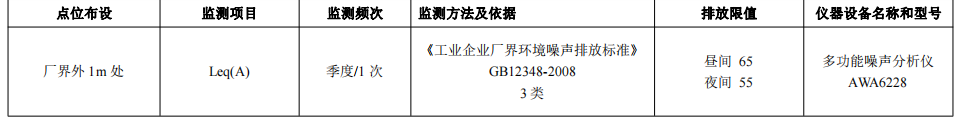 点位布设 监测项目 监测频次 监测方法及依据 排放限值 仪器设备名称和型号
厂界外 1m 处 Leq(A) 季度/1 次 《工业企业厂界环境噪声排放标准》
GB12348-2008
3 类 昼间 65
夜间 55 多功能噪声分析仪
AWA6228